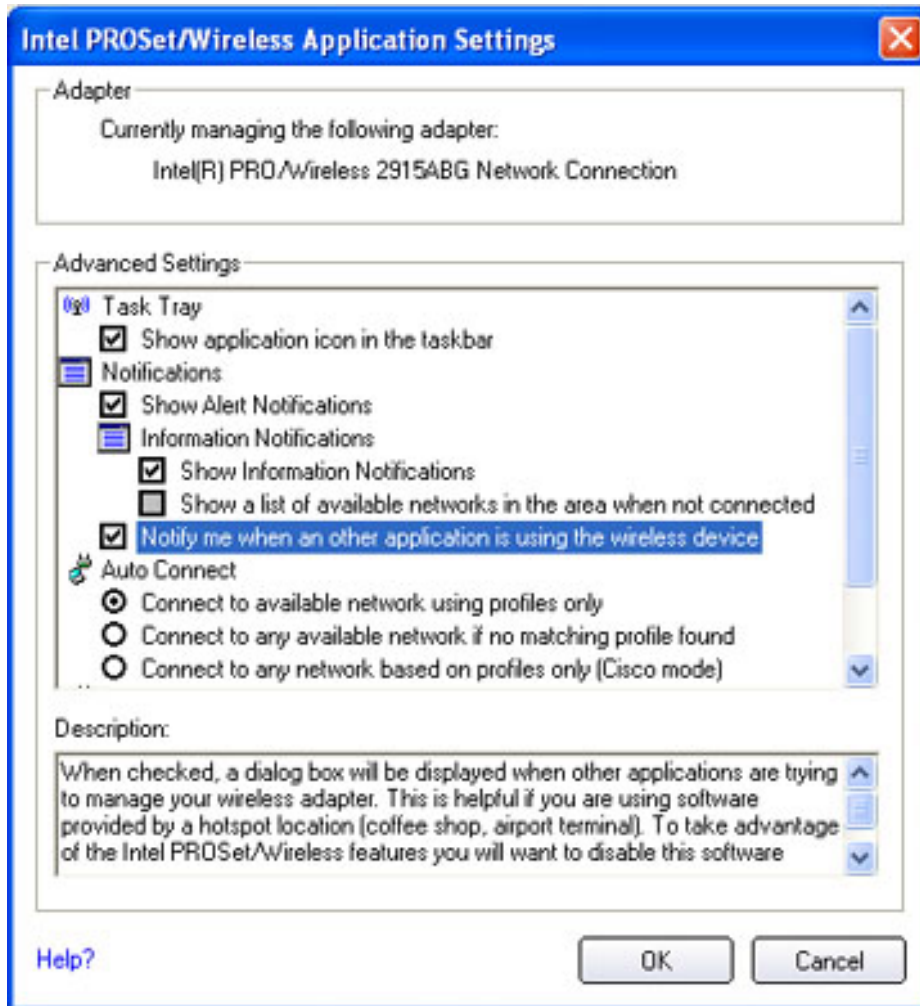 Intel PROSet/Wireless Application Settings
Adapter
Currently managing the following adapter:
Intel(R) PRO/Wireless 2915ABG Network Connection
Advanced Settings
Task Tray
Show application icon in the taskbar
Notifications
Show Alert Notifications
Information Notifications
Show Information Notifications
Show a list of available networks in the area when not connected
Notify me when an other application is using the wireless device
Auto Connect
Connect to available network using profiles only
Connect to any available network if no matching profile found
Connect to any network based on profiles only (Cisco mode)
Description:
When checked, a dialog box will be displayed when other applications are trying
to manage your wireless adapter. This is helpful if you are using software
provided by a hotspot location (coffee shop, airport terminal). To take advantage
of the Intel PROSet/Wireless features you will want to disable this software
Help?
OK
Cancel